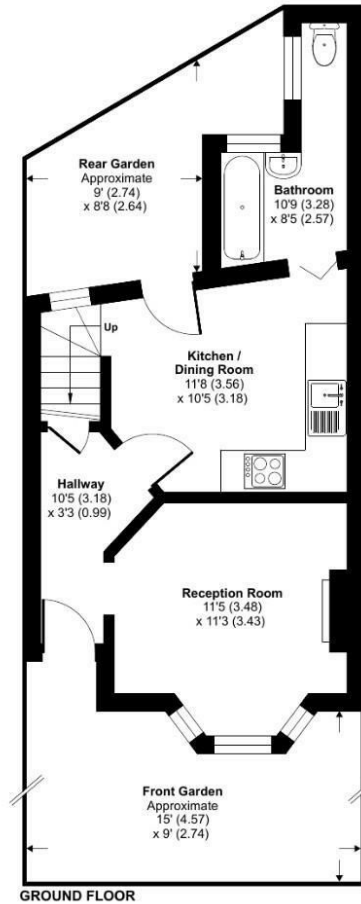 Rear Garden
Approximate
9' (2.74)
x 8'8 (2.64)
Bathroom
10'9 (3.28)
x 8'5 (2.57)
Up
Kitchen /
Dining Room
11'8 (3.56)
x 10'5 (3.18)
Hallway
10'5 (3.18)
x 3'3 (0.99)
Reception Room
11'5 (3.48)
x 11'3 (3.43)
Front Garden
Approximate
15' (4.57)
x 9' (2.74)
GROUND FLOOR